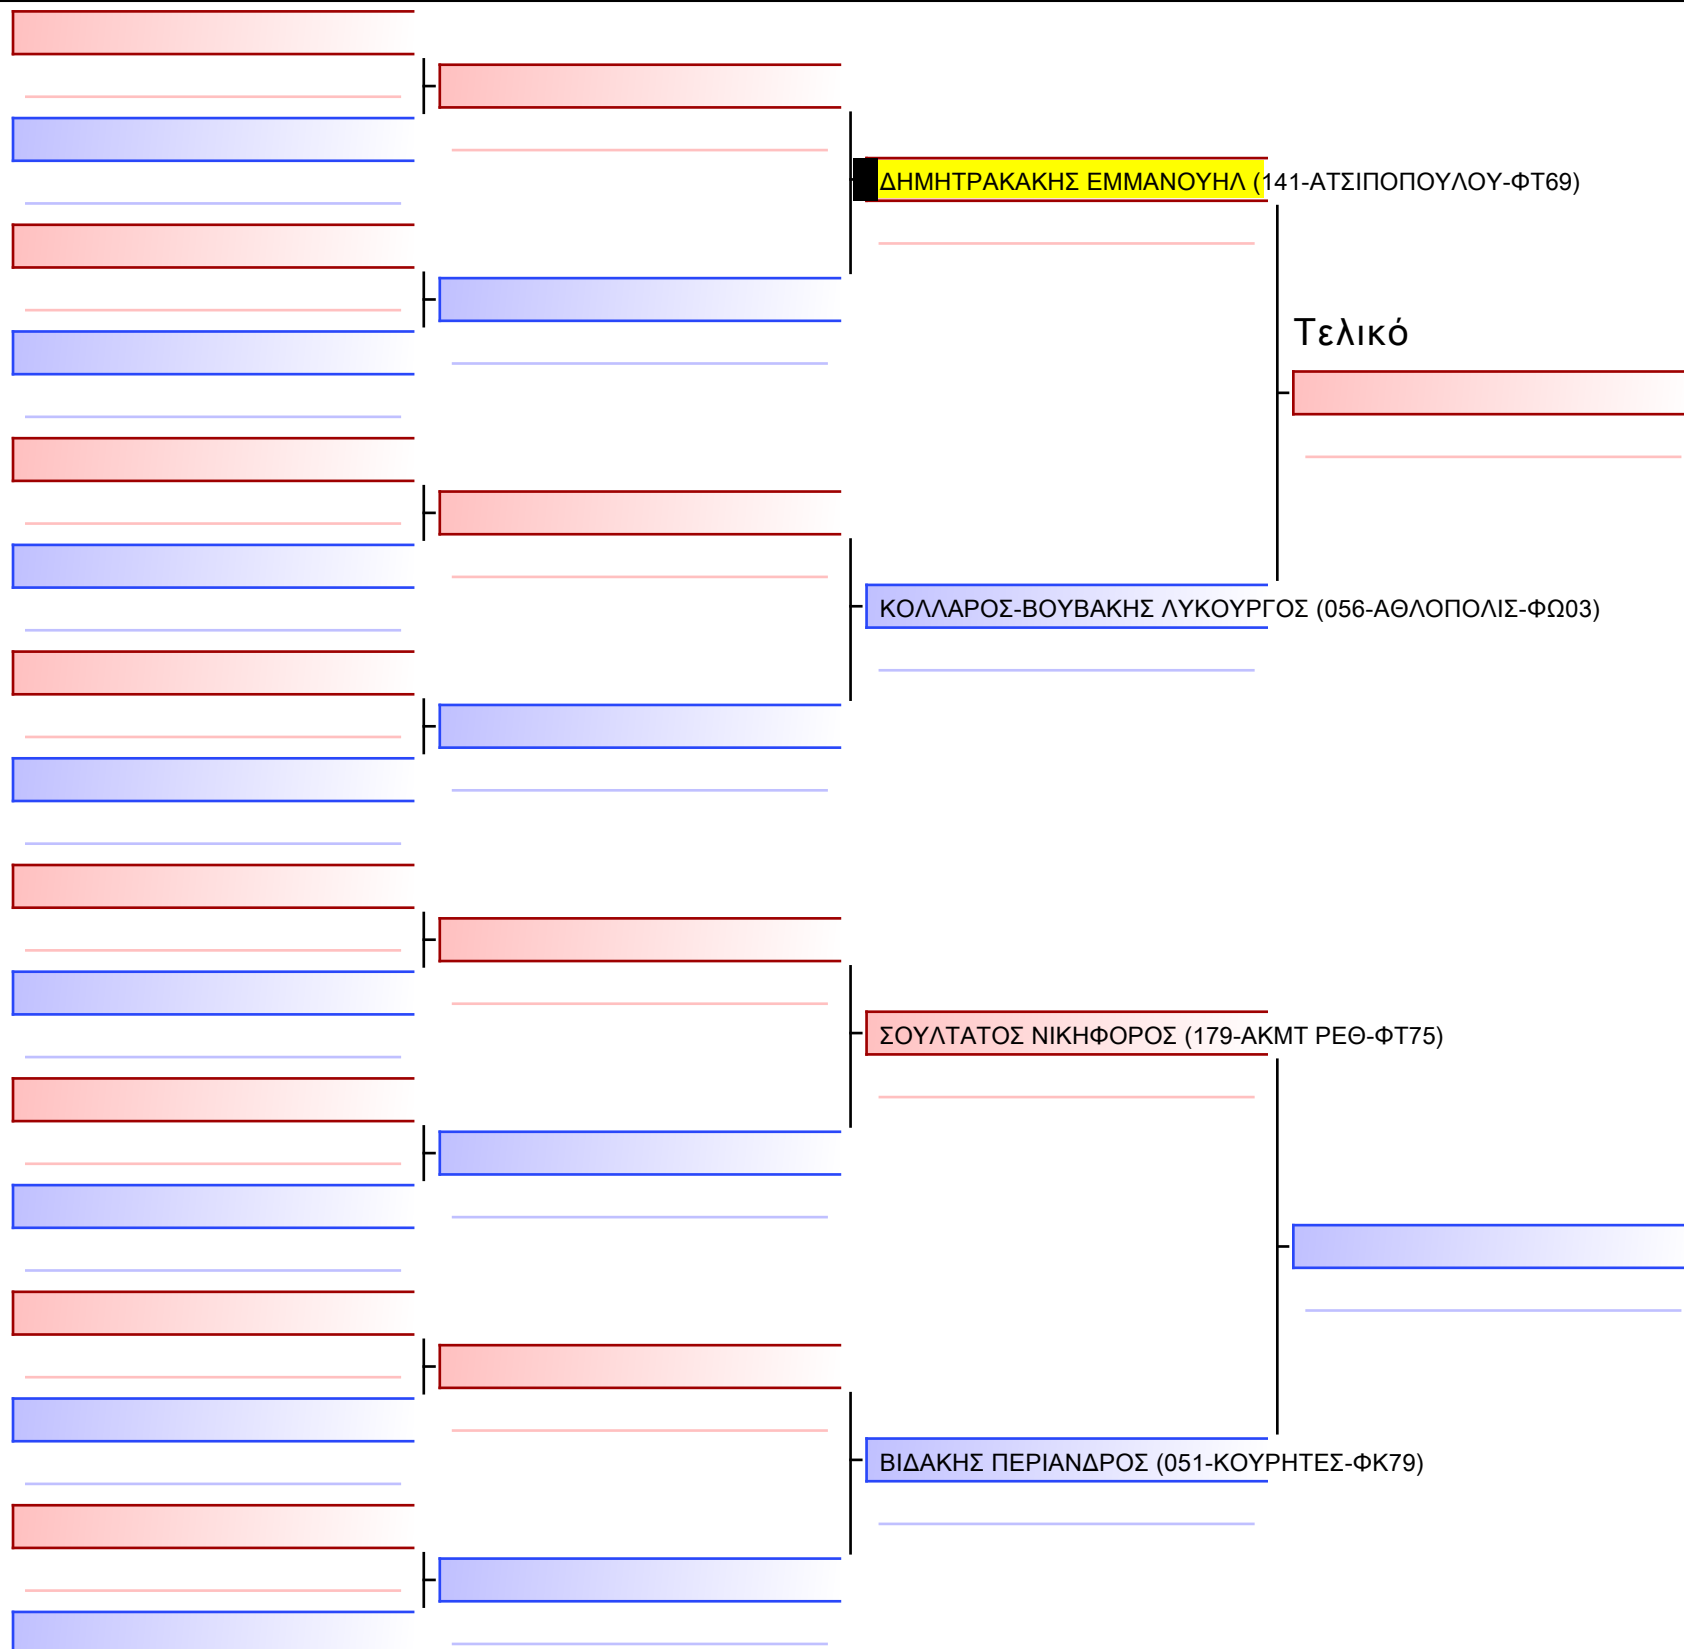 ΔΗΜΗΤΡΑΚΑΚΗΣ ΕΜΜΑΝΟΥΗΛ (141-ΑΤΣΙΠΟΠΟΥΛΟΥ-ΦΤ69)
Τελικό
ΚΟΛΛΑΡΟΣ-ΒΟΥΒΑΚΗΣ ΛΥΚΟΥΡΓΟΣ (056-ΑΘΛΟΠΟΛΙΣ-ΦΩ03)
ΣΟΥΛΤΑΤΟΣ ΝΙΚΗΦΟΡΟΣ (179-ΑΚΜΤ ΡΕΘ-ΦΤ75)
ΒΙΔΑΚΗΣ ΠΕΡΙΑΝΔΡΟΣ (051-ΚΟΥΡΗΤΕΣ-ΦΚ79)